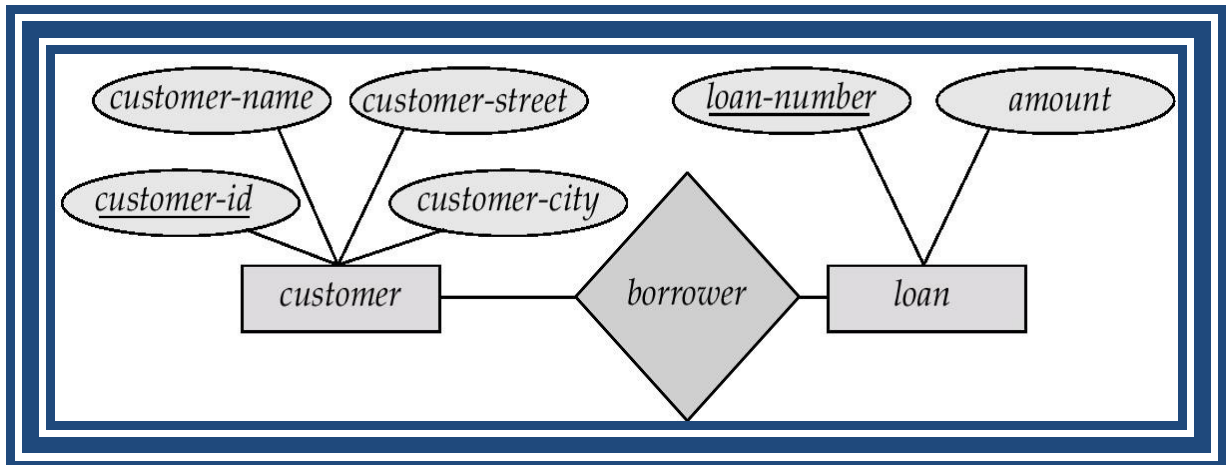 customer-name
customer-street
loan-number
amount
customer-id
customer-city
customer
borrower
loan